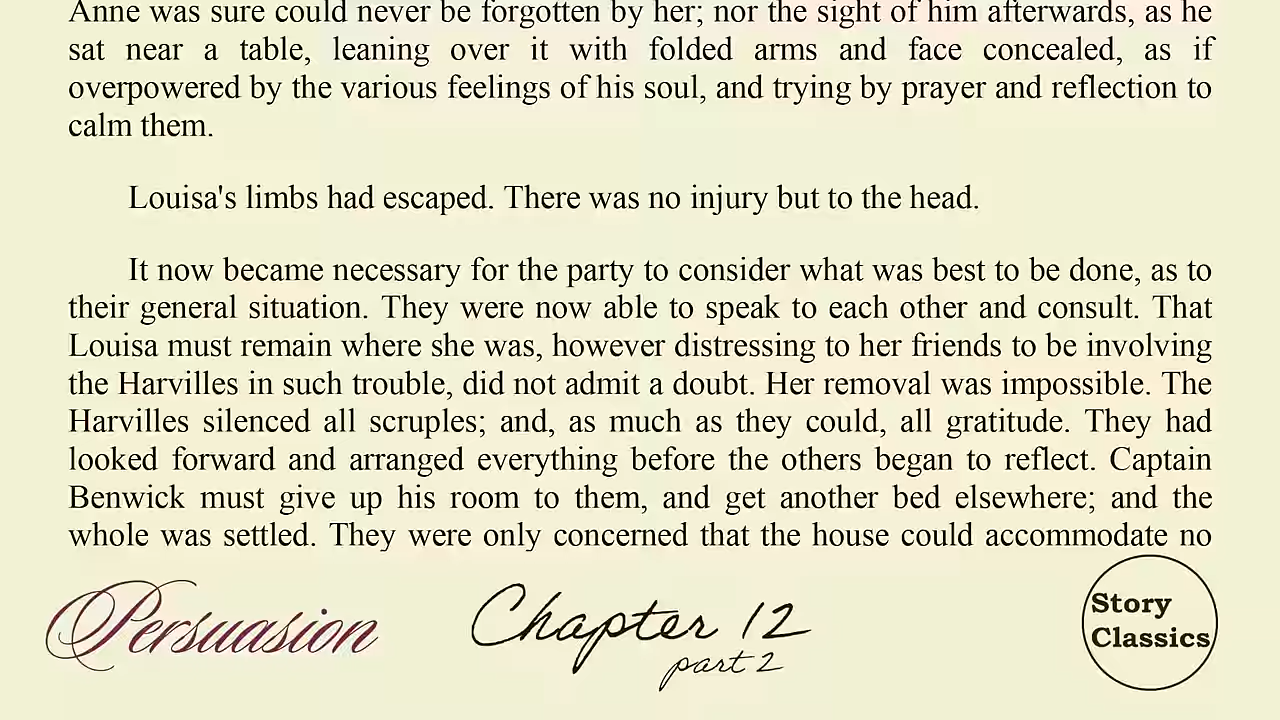 Anne was sure could never be forgotten by her; nor the sight of him afterwards, as he
sat near a table, leaning over it with folded arms and face concealed, as if
overpowered by the various feelings of his soul, and trying by prayer and reflection to
calm them.
Louisa's limbs had escaped. There was no injury but to the head.
It now became necessary for the party to consider what was best to be done, as to
their general situation. They were now able to speak to each other and consult. That
Louisa must remain where she was, however distressing to her friends to be involving
the Harvilles in such trouble, did not admit a doubt. Her removal was impossible. The
Harvilles silenced all scruples; and, as much as they could, all gratitude. They had
looked forward and arranged everything before the others began to reflect. Captain
Benwick must give up his room to them, and get another bed elsewhere; and the
whole was settled. They were only concerned that the house could accommodate no
Persuasion
Chapter 12
part 2
Story
Classics